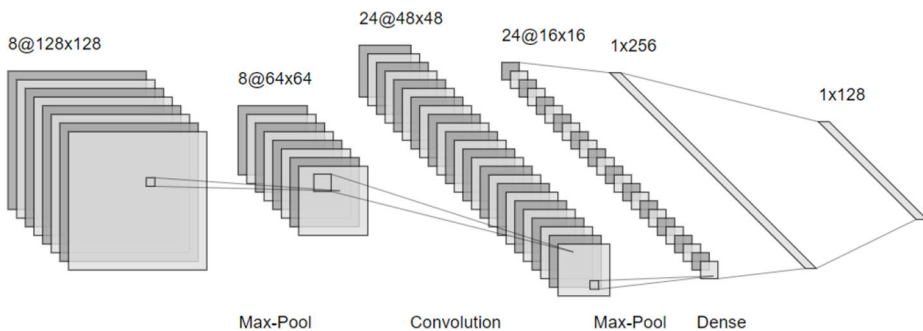 24@48x48
24@16x16
1x256
8@128x128
8@64x64
1x128
Max-Pool
Convolution
Max-Pool
Dense